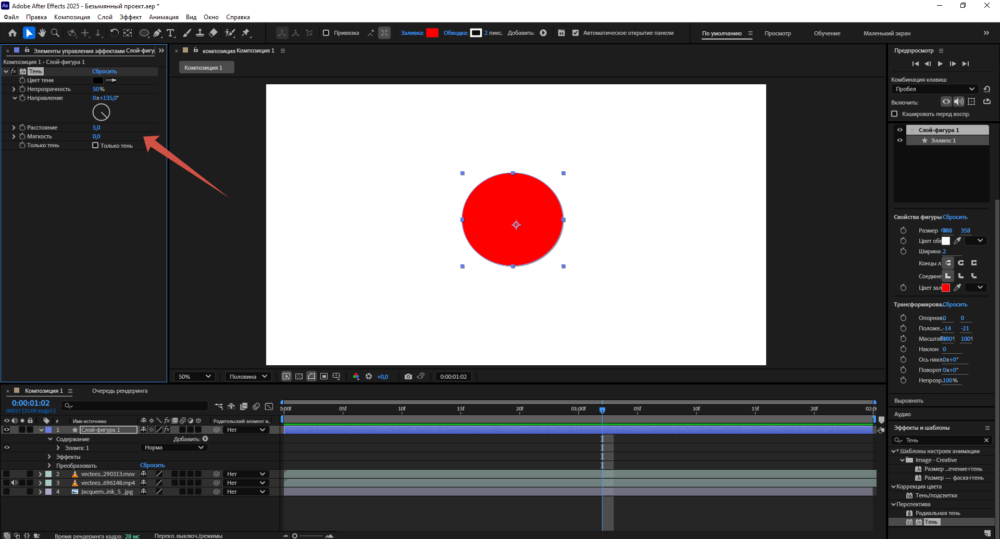 Adobe After Effects 2025 - Безымянный проект.aep *
Файл Правка Композиция Слой Эффект Анимация Вид Окно Справка
Привязка Заливка: Обводка: 2 пикс. Добавить: Автоматическое открытие панели По умолчанию Просмотр Обучение Маленький экран
Элементы управления эффектами Слой-фигу
Композиция 1 • Слой-фигура 1
Тень Сбросить
Цвет тени
Непрозрачность 50%
Направление 0x+135,0°
Расстояние 5,0
Мягкость 0,0
Только тень Только тень
композиция Композиция 1
Композиция 1
50% Половина +0,0 0:00:01:02
Предпросмотр
Комбинация клавиш
Пробел
Включить:
Кэшировать перед воспр.
Слой-фигура 1
Эллипс 1
Свойства фигуры Сбросить
Размер 388 358
Цвет обв
Ширина 2
Концы л.
Соедине
Цвет зал
Трансформирова.. Сбросить
Опорная.. 0 0
Положе... -14 -21
Масштаб 100% 100%
Наклон 0
Ось накл. 0x+0°
Поворот 0x+0°
Непрозр. 100%
Выровнять
Аудио
Эффекты и шаблоны
Тень
* Шаблоны настроек анимации
Image - Creative
Размер ...ечение+тень
Размер — фаска+тень
Коррекция цвета
Тень/подсветка
Перспектива
Радиальная тень
Тень
Композиция 1 Очередь рендеринга
0:00:01:02
00027 (25.00 кадр/с)
0:00f 05f 10f 15f 20f 01:00f 05f 10f 15f 20f 02:0
# Имя источника Родительский элемент и..
1 Слой-фигура 1 Нет
Содержание Добавить:
Эллипс 1 Норма
Эффекты
Преобразовать Сбросить
2 vecteez...290313.mov Нет
3 vecteez...696148.mp4 Нет
4 Jacquem...ink_5_.jpg Нет
Время рендеринга кадра: 28 мс Перекл. выключ./режимы